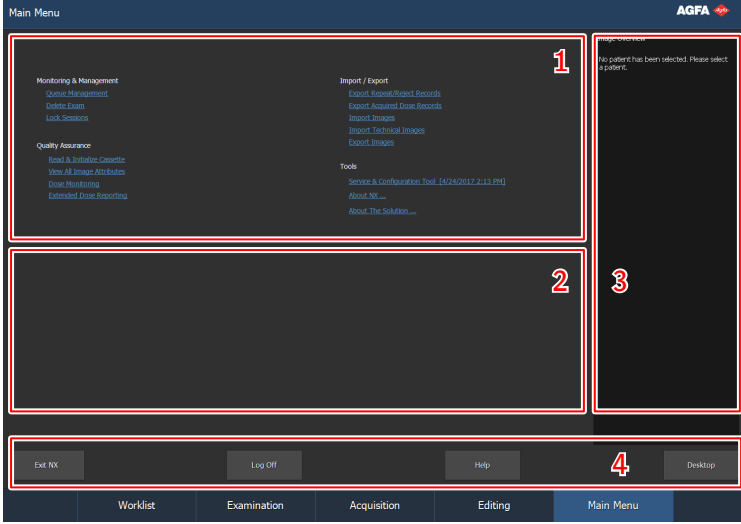 Main Menu
AGFA
Image Overview
No patient has been selected. Please select
a patient.
1
Monitoring & Management
Queue Management
Delete Exam
Lock Sessions
Quality Assurance
Read & Initialize Cassette
View All Image Attributes
Dose Monitoring
Extended Dose Reporting
Import / Export
Export Repeat/Reject Records
Export Acquired Dose Records
Import Images
Import Technical Images
Export Images
Tools
Service & Configuration Tool [4/24/2017 2:13 PM]
About NX ...
About The Solution ...
2
3
Exit NX
Log Off
Help
4
Desktop
Worklist
Examination
Acquisition
Editing
Main Menu